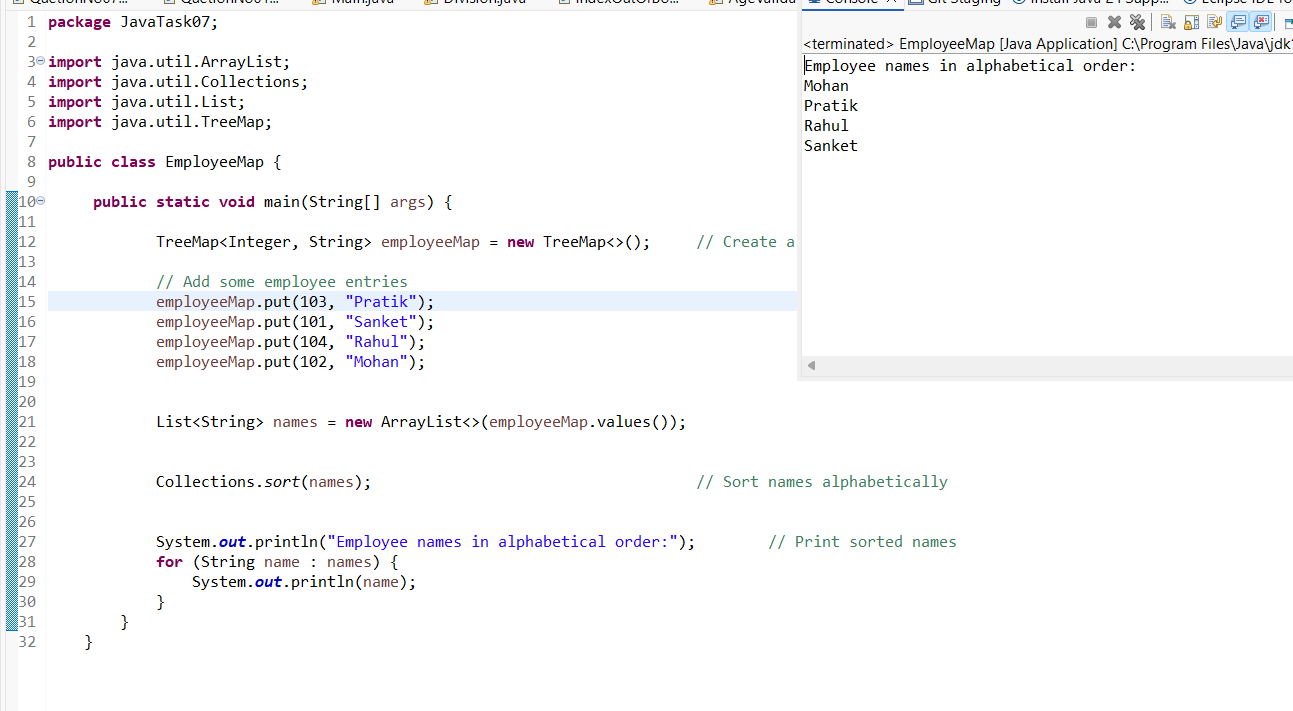 Main.java
Division.java
Console
Git Staging
package JavaTask07;
import java.util.ArrayList;
import java.util.Collections;
import java.util.List;
import java.util.TreeMap;
public class EmployeeMap {
public static void main(String[] args) {
TreeMap<Integer, String> employeeMap = new TreeMap<>(); // Create a
// Add some employee entries
employeeMap.put(103, "Pratik");
employeeMap.put(101, "Sanket");
employeeMap.put(104, "Rahul");
employeeMap.put(102, "Mohan");
List<String> names = new ArrayList<>(employeeMap.values());
Collections.sort(names); // Sort names alphabetically
System.out.println("Employee names in alphabetical order:"); // Print sorted names
for (String name : names) {
System.out.println(name);
}
}
}
1
2
3
4
5
6
7
8
9
10
11
12
13
14
15
16
17
18
19
20
21
22
23
24
25
26
27
28
29
30
31
32
<terminated> EmployeeMap [Java Application] C:\Program Files\Java\jdk
Employee names in alphabetical order:
Mohan
Pratik
Rahul
Sanket